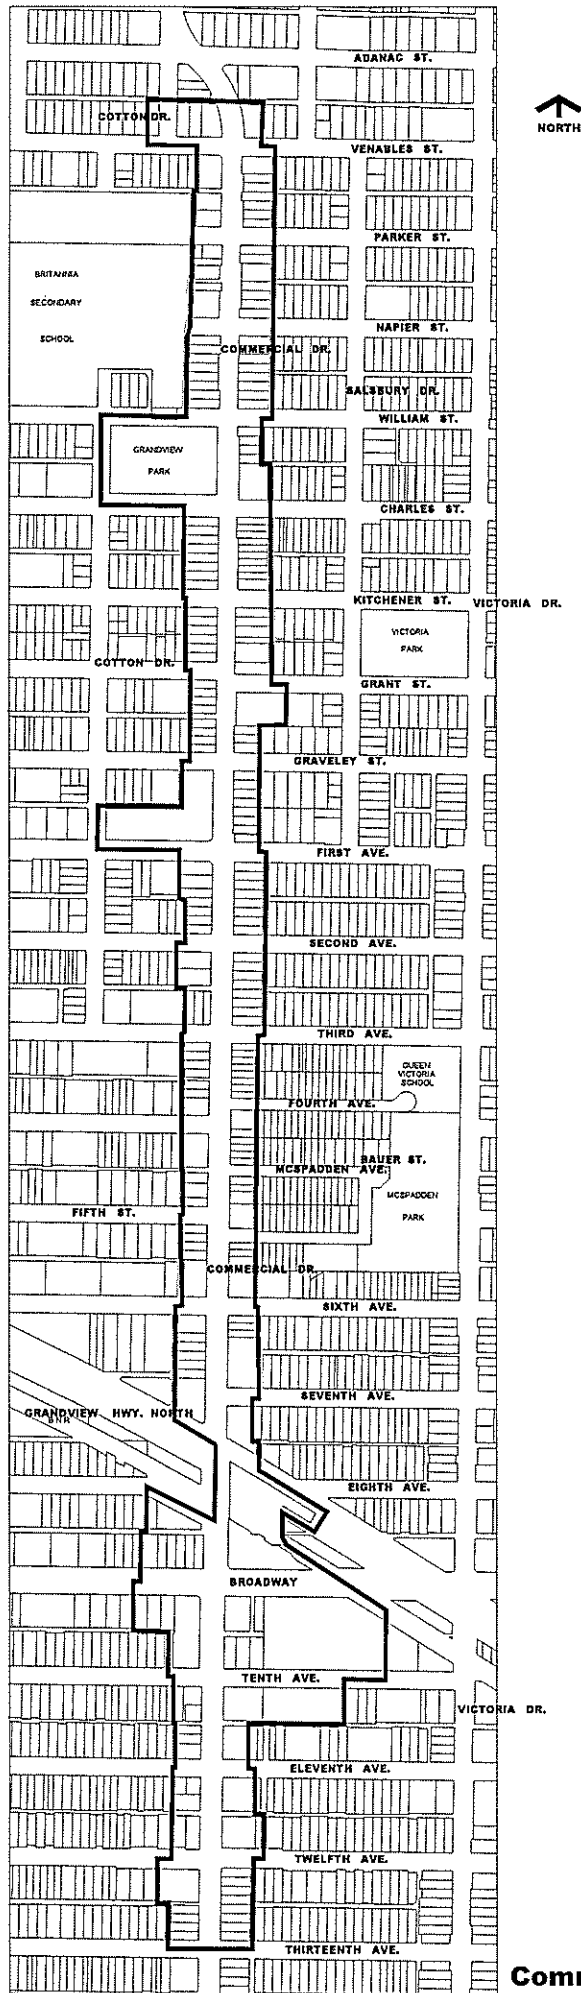 ADANAC ST.
NORTH
COTTON DR.
VENABLES ST.
PARKER ST.
BRITANNIA
SECONDARY
SCHOOL
NAPIER ST.
COMMERCIAL DR.
SALSBURY DR.
WILLIAM ST.
GRANDVIEW
PARK
CHARLES ST.
KITCHENER ST.
VICTORIA DR.
VICTORIA
PARK
COTTON DR.
GRANT ST.
GRAVELEY ST.
FIRST AVE.
SECOND AVE.
THIRD AVE.
QUEEN
VICTORIA
SCHOOL
FOURTH AVE.
BAUER ST.
MCSPADDEN AVE.
MCSPADDEN
PARK
FIFTH ST.
COMMERCIAL DR.
SIXTH AVE.
SEVENTH AVE.
GRANDVIEW HWY. NORTH
BNR
EIGHTH AVE.
BROADWAY
TENTH AVE.
VICTORIA DR.
ELEVENTH AVE.
TWELFTH AVE.
THIRTEENTH AVE.